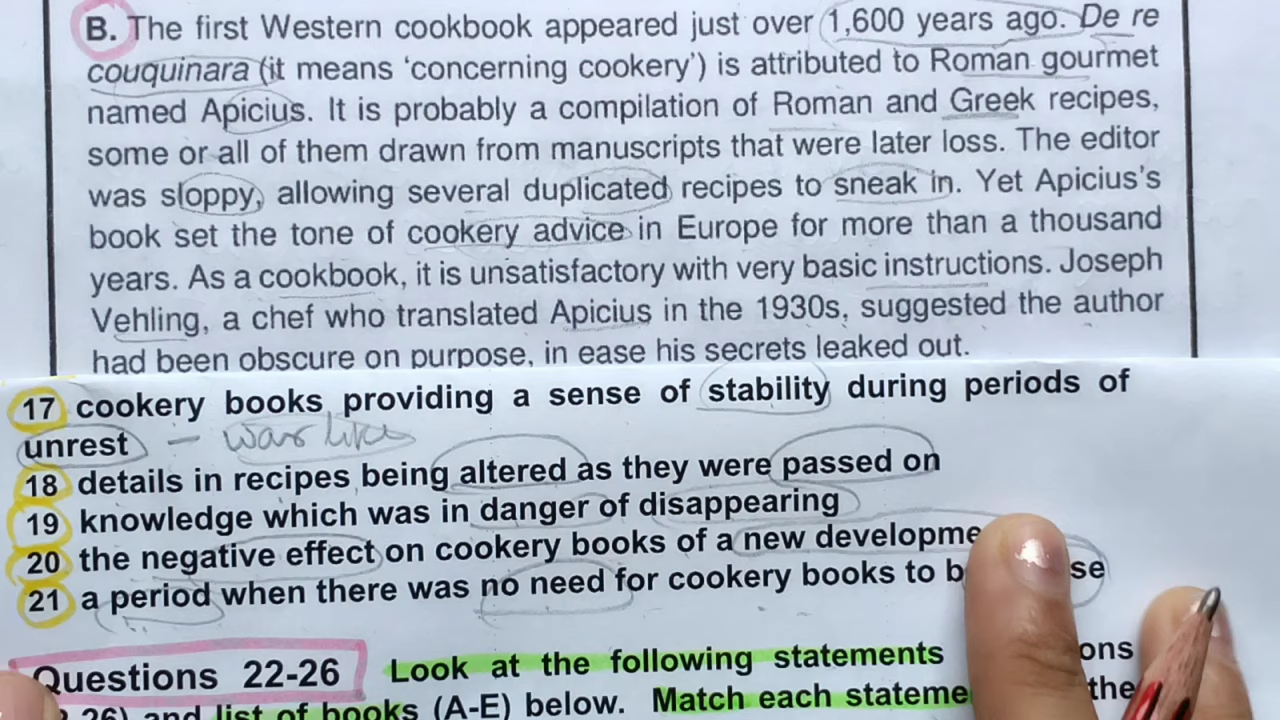 B. The first Western cookbook appeared just over 1,600 years ago. De re
couquinara (it means 'concerning cookery') is attributed to Roman gourmet
named Apicius. It is probably a compilation of Roman and Greek recipes,
some or all of them drawn from manuscripts that were later loss. The editor
was sloppy, allowing several duplicated recipes to sneak in. Yet Apicius's
book set the tone of cookery advice in Europe for more than a thousand
years. As a cookbook, it is unsatisfactory with very basic instructions. Joseph
Vehling, a chef who translated Apicius in the 1930s, suggested the author
had been obscure on purpose, in ease his secrets leaked out.
17 cookery books providing a sense of stability during periods of
unrest - war like
18 details in recipes being altered as they were passed on
19 knowledge which was in danger of disappearing
20 the negative effect on cookery books of a new
21 a period when there was no need for cookery books to
Questions 22-26 Look at the following statements
26) and list of books (A-E) below. Match each the